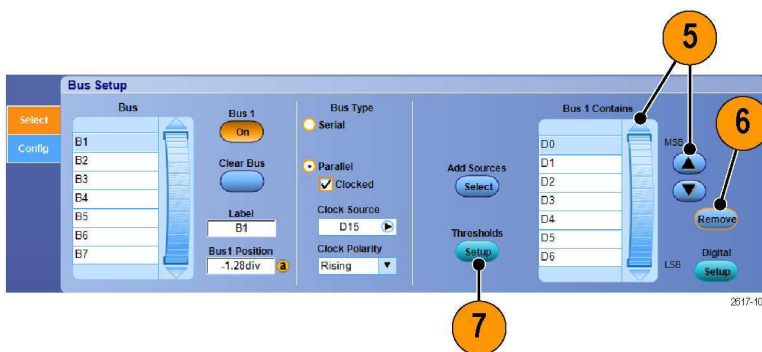 5
6
7
Bus Setup
Select
Config
Bus
B1
B2
B3
B4
B5
B6
B7
Bus 1
On
Clear Bus
Label
B1
Bus1 Position
-1.28div
a
Bus Type
Serial
Parallel
Clocked
Clock Source
D15
Clock Polarity
Rising
Add Sources
Select
Thresholds
Setup
Bus 1 Contains
D0
D1
D2
D3
D4
D5
D6
MSB
LSB
Remove
Digital
Setup